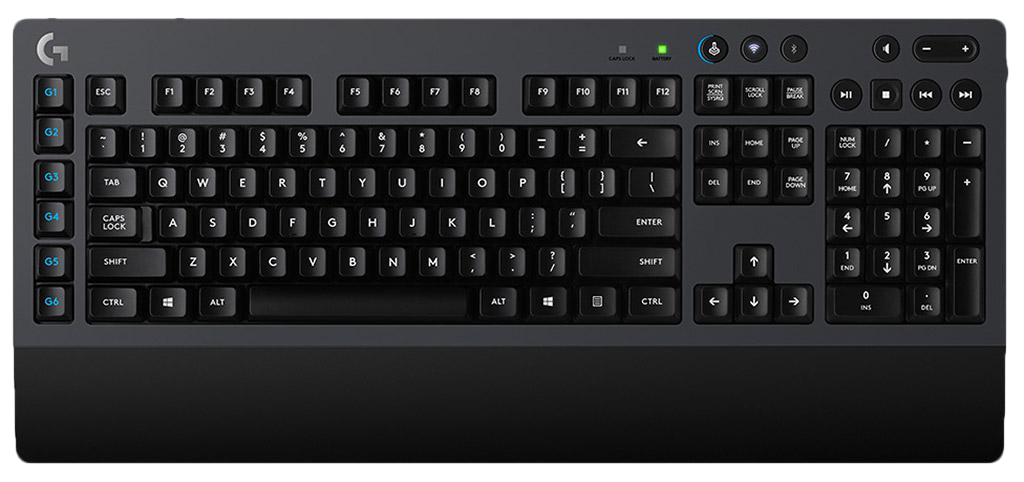 G
CAPS LOCK BATTERY
G1 ESC F1 F2 F3 F4 F5 F6 F7 F8 F9 F10 F11 F12 PRINT SCRN SYSRQ SCROLL LOCK PAUSE BREAK
G2 ~ ` ! 1 @ 2 # 3 $ 4 % 5 ^ 6 & 7 * 8 ( 9 ) 0 _ - + = ← INS HOME PAGE UP NUM LOCK / * -
G3 TAB Q W E R T Y U I O P { [ } ] | \ DEL END PAGE DOWN 7 HOME 8 ↑ 9 PG UP +
G4 CAPS LOCK A S D F G H J K L : ; " ' ENTER 4 ← 5 6 →
G5 SHIFT Z X C V B N M < , > . ? / SHIFT ↑ 1 END 2 ↓ 3 PG DN ENTER
G6 CTRL ALT ALT CTRL ← ↓ → 0 INS . DEL